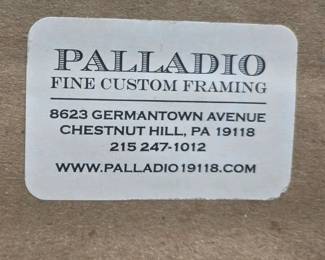 PALLADIO
FINE CUSTOM FRAMING
8623 GERMANTOWN AVENUE
CHESTNUT HILL, PA 19118
215 247-1012
WWW.PALLADIO19118.COM